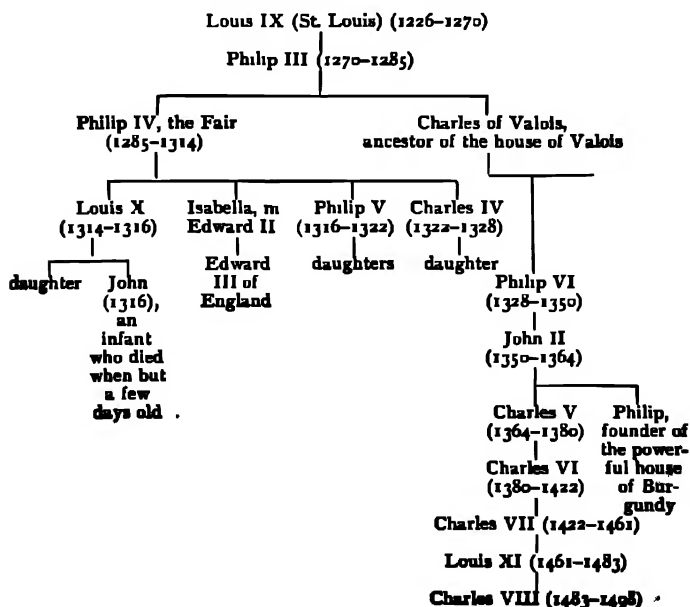 Louis IX (St. Louis) (1226–1270)
Philip III (1270–1285)
Philip IV, the Fair
(1285–1314)
Charles of Valois,
ancestor of the house of Valois
Louis X
(1314–1316)
Isabella, m
Edward II
Philip V
(1316–1322)
Charles IV
(1322–1328)
daughter
John
(1316),
an
infant
who died
when but
a few
days old .
Edward
III of
England
daughters
daughter
Philip VI
(1328–1350)
John II
(1350–1364)
Charles V
(1364–1380)
Philip,
founder of
the power-
ful house
of Bur-
gundy
Charles VI
(1380–1422)
Charles VII (1422–1461)
Louis XI (1461–1483)
Charles VIII (1483–1498)